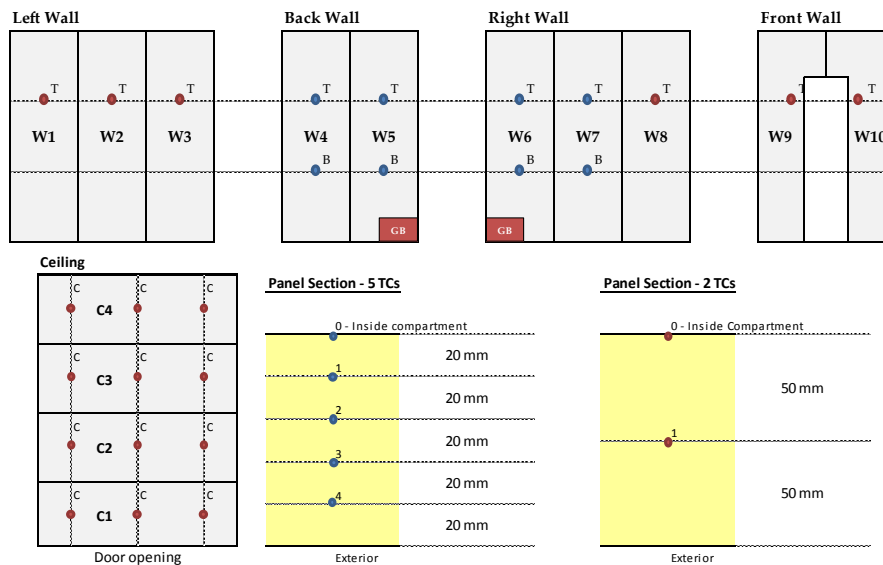 Left Wall
Back Wall
Right Wall
Front Wall
T T T T T T T T T T
W1 W2 W3 W4 W5 W6 W7 W8 W9 W10
B B B B
GB GB
Ceiling
C C C
C4
C C C
C3
C C C
C2
C C C
C1
Door opening
Panel Section - 5 TCs
0 - Inside compartment
20 mm
1
20 mm
2
20 mm
3
20 mm
4
20 mm
Exterior
Panel Section - 2 TCs
0 - Inside Compartment
50 mm
1
50 mm
Exterior